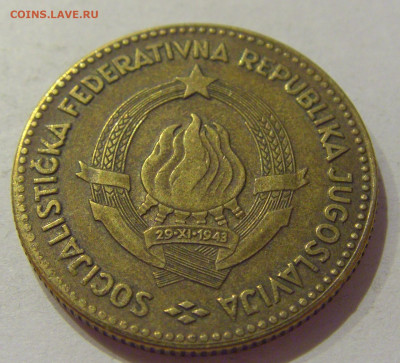 COINS.LAVE.RU
SOCIJALISTIČKA FEDERATIVNA REPUBLIKA JUGOSLAVIJA
29·XI·1943